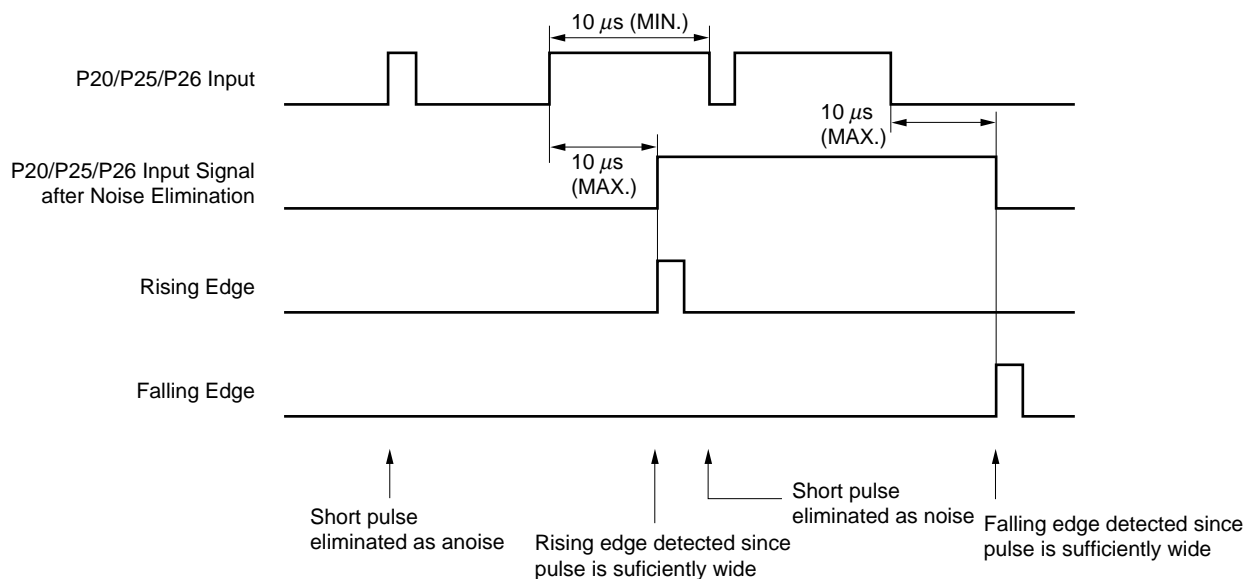 10 μs (MIN.)
P20/P25/P26 Input
10 μs
(MAX.)
10 μs
(MAX.)
P20/P25/P26 Input Signal
after Noise Elimination
Rising Edge
Falling Edge
Short pulse
eliminated as anoise
Rising edge detected since
pulse is suficiently wide
Short pulse
eliminated as noise
Falling edge detected since
pulse is sufficiently wide